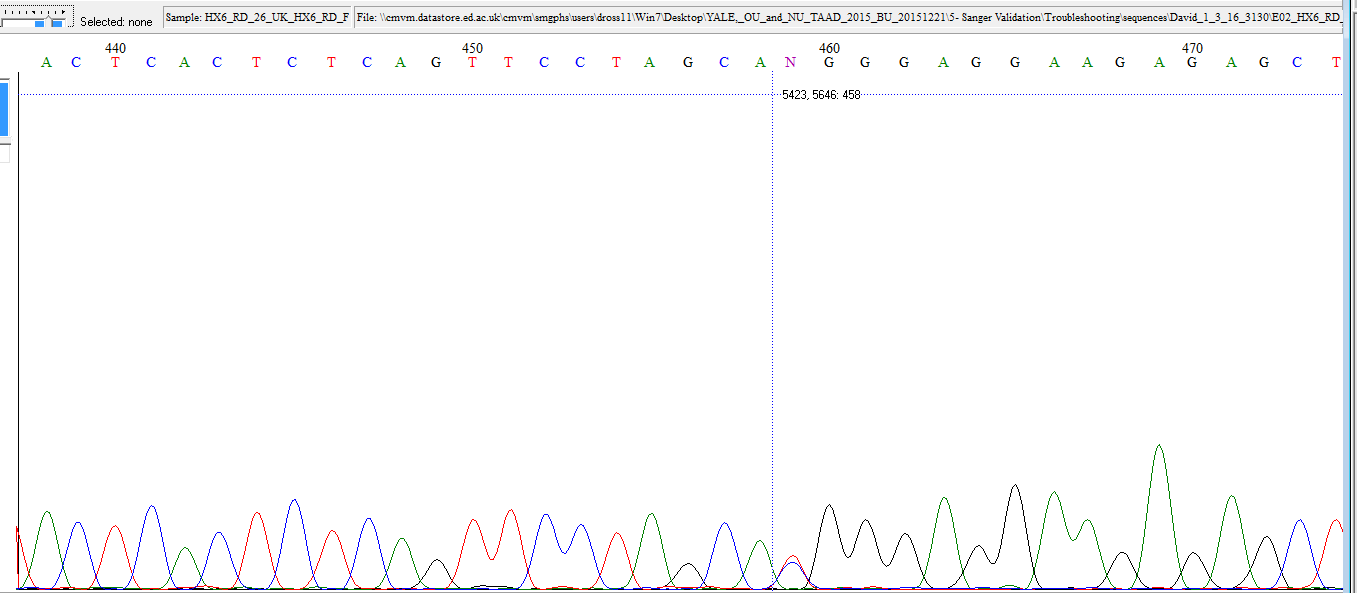 Selected: none
Sample: HX6_RD_26_UK_HX6_RD_F
File: \\cmvm.datastore.ed.ac.uk\cmvm\smgphs\users\dross11\Win7\Desktop\YALE,_OU_and_NU_TAAD_2015_BU_20151221\5- Sanger Validation\Troubleshooting\sequences\David_1_3_16_3130\E02_HX6_RD_
440 450 460 470
A C T C A C T C T C A G T T C C T A G C A N G G G A G G A A G A G A G C T
5423, 5646: 458